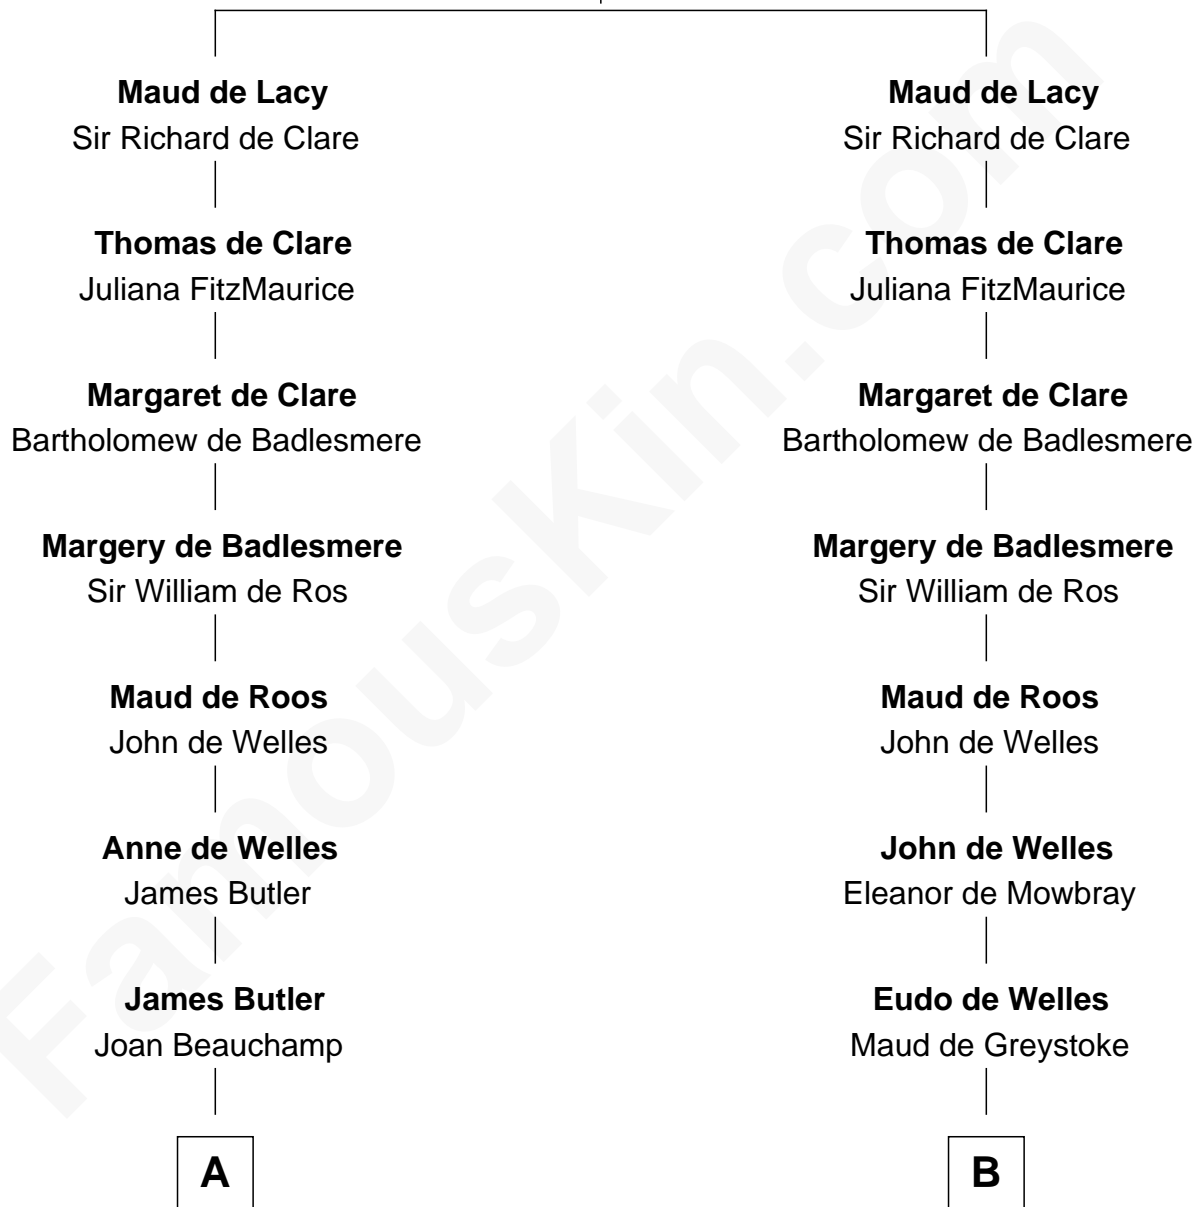 Maud de Lacy
Sir Richard de Clare
Thomas de Clare
Juliana FitzMaurice
Margaret de Clare
Bartholomew de Badlesmere
Margery de Badlesmere
Sir William de Ros
Maud de Roos
John de Welles
Anne de Welles
James Butler
James Butler
Joan Beauchamp
A
Maud de Lacy
Sir Richard de Clare
Thomas de Clare
Juliana FitzMaurice
Margaret de Clare
Bartholomew de Badlesmere
Margery de Badlesmere
Sir William de Ros
Maud de Roos
John de Welles
John de Welles
Eleanor de Mowbray
Eudo de Welles
Maud de Greystoke
B
FamousKin.com